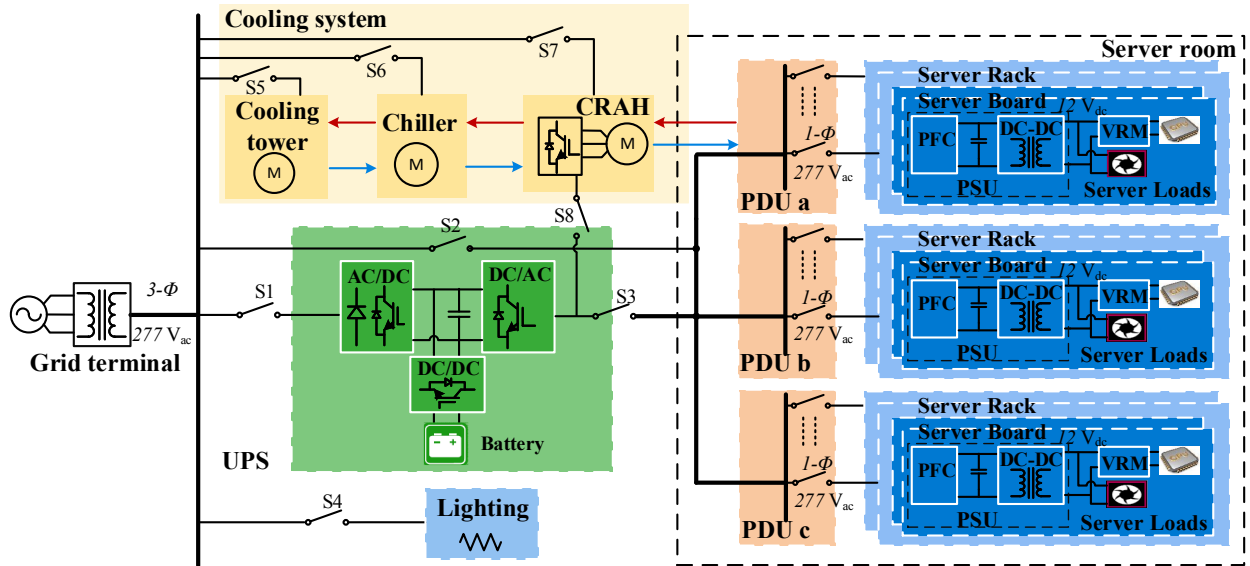 Cooling system
S7
S6
S5
Cooling
tower
M
Chiller
M
CRAH
M
S8
S2
S1
S3
AC/DC
DC/AC
DC/DC
Battery
UPS
3-Φ
277 Vac
Grid terminal
S4
Lighting
Server room
PDU a
1-Φ
277 Vac
Server Rack
Server Board
12 Vdc
PFC
DC-DC
VRM
PSU
Server Loads
PDU b
1-Φ
277 Vac
Server Rack
Server Board
12 Vdc
PFC
DC-DC
VRM
PSU
Server Loads
PDU c
1-Φ
277 Vac
Server Rack
Server Board
12 Vdc
PFC
DC-DC
VRM
PSU
Server Loads